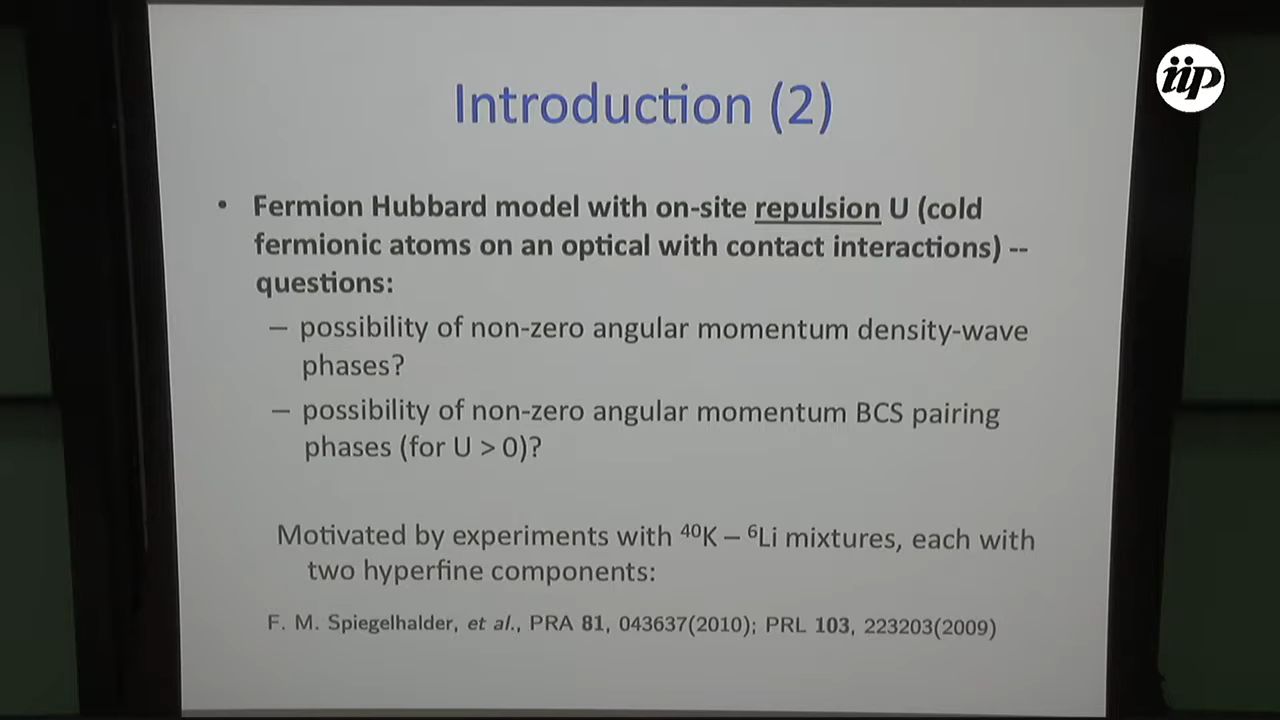 iip
Introduction (2)
• Fermion Hubbard model with on-site repulsion U (cold
fermionic atoms on an optical with contact interactions) --
questions:
– possibility of non-zero angular momentum density-wave
phases?
– possibility of non-zero angular momentum BCS pairing
phases (for U > 0)?
Motivated by experiments with ⁴⁰K – ⁶Li mixtures, each with
two hyperfine components:
F. M. Spiegelhalder, et al., PRA 81, 043637(2010); PRL 103, 223203(2009)